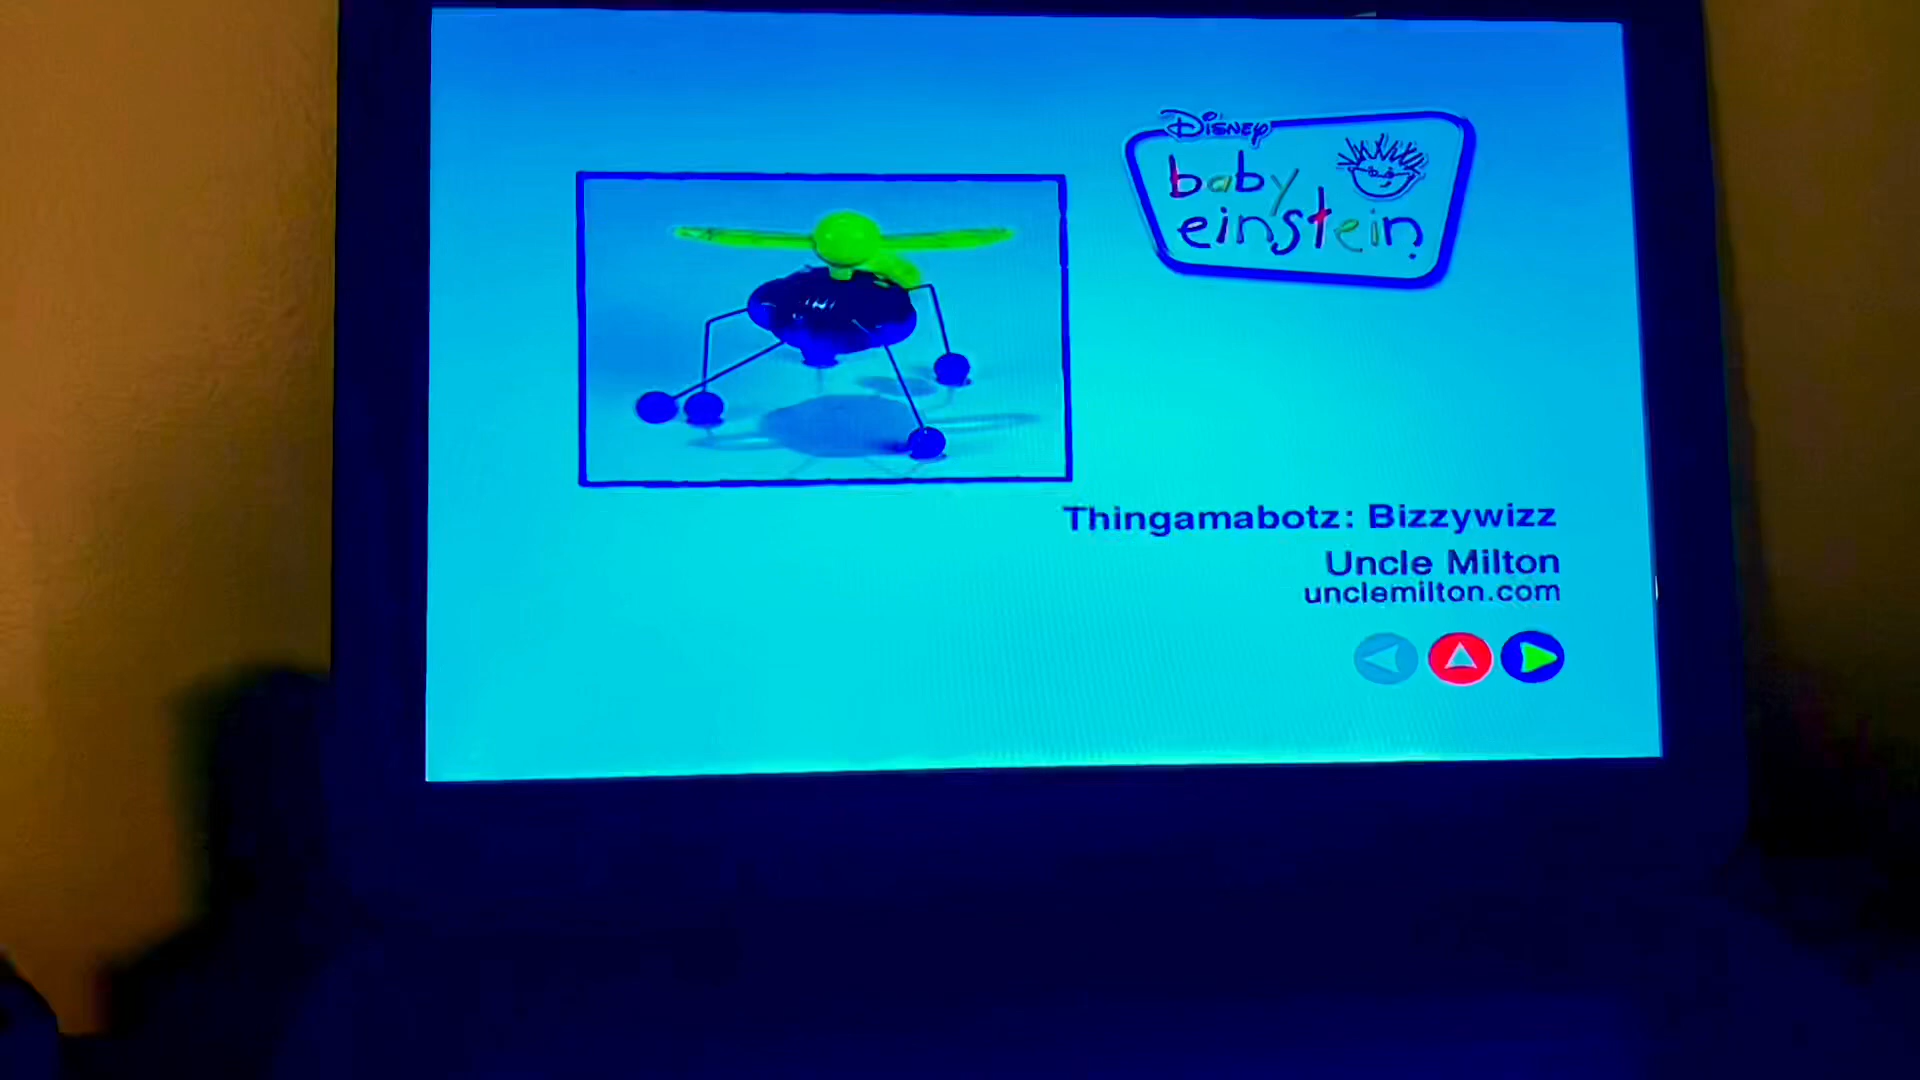 Disney
baby
einstein
Thingamabotz: Bizzywizz
Uncle Milton
unclemilton.com